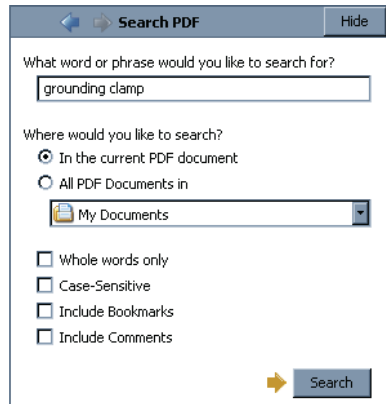 Search PDF Hide
What word or phrase would you like to search for?
grounding clamp
Where would you like to search?
In the current PDF document
All PDF Documents in
My Documents
Whole words only
Case-Sensitive
Include Bookmarks
Include Comments
Search